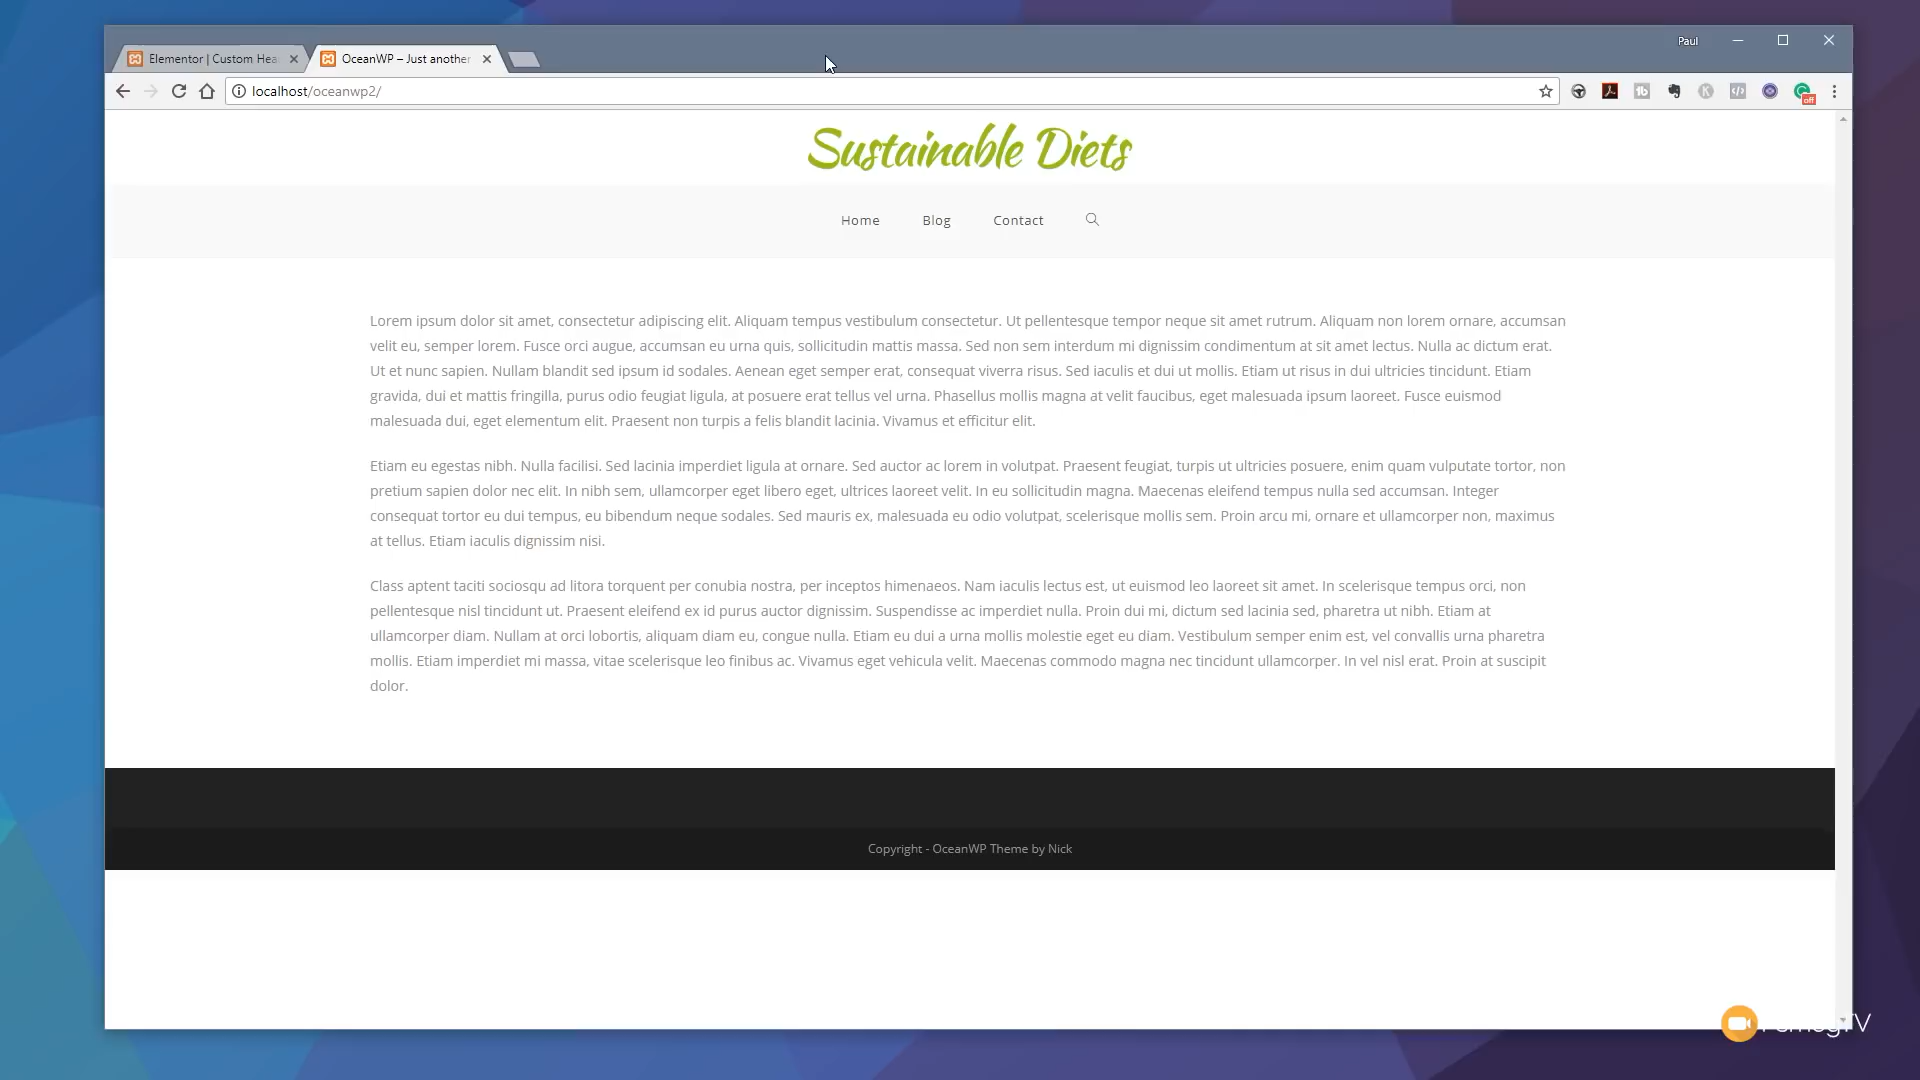 Paul
Elementor | Custom Hea
OceanWP – Just another
localhost/oceanwp2/
off
Sustainable Diets
Home Blog Contact
Lorem ipsum dolor sit amet, consectetur adipiscing elit. Aliquam tempus vestibulum consectetur. Ut pellentesque tempor neque sit amet rutrum. Aliquam non lorem ornare, accumsan
velit eu, semper lorem. Fusce orci augue, accumsan eu urna quis, sollicitudin mattis massa. Sed non sem interdum mi dignissim condimentum at sit amet lectus. Nulla ac dictum erat.
Ut et nunc sapien. Nullam blandit sed ipsum id sodales. Aenean eget semper erat, consequat viverra risus. Sed iaculis et dui ut mollis. Etiam ut risus in dui ultricies tincidunt. Etiam
gravida, dui et mattis fringilla, purus odio feugiat ligula, at posuere erat tellus vel urna. Phasellus mollis magna at velit faucibus, eget malesuada ipsum laoreet. Fusce euismod
malesuada dui, eget elementum elit. Praesent non turpis a felis blandit lacinia. Vivamus et efficitur elit.
Etiam eu egestas nibh. Nulla facilisi. Sed lacinia imperdiet ligula at ornare. Sed auctor ac lorem in volutpat. Praesent feugiat, turpis ut ultricies posuere, enim quam vulputate tortor, non
pretium sapien dolor nec elit. In nibh sem, ullamcorper eget libero eget, ultrices laoreet velit. In eu sollicitudin magna. Maecenas eleifend tempus nulla sed accumsan. Integer
consequat tortor eu dui tempus, eu bibendum neque sodales. Sed mauris ex, malesuada eu odio volutpat, scelerisque mollis sem. Proin arcu mi, ornare et ullamcorper non, maximus
at tellus. Etiam iaculis dignissim nisi.
Class aptent taciti sociosqu ad litora torquent per conubia nostra, per inceptos himenaeos. Nam iaculis lectus est, ut euismod leo laoreet sit amet. In scelerisque tempus orci, non
pellentesque nisl tincidunt ut. Praesent eleifend ex id purus auctor dignissim. Suspendisse ac imperdiet nulla. Proin dui mi, dictum sed lacinia sed, pharetra ut nibh. Etiam at
ullamcorper diam. Nullam at orci lobortis, aliquam diam eu, congue nulla. Etiam eu dui a urna mollis molestie eget eu diam. Vestibulum semper enim est, vel convallis urna pharetra
mollis. Etiam imperdiet mi massa, vitae scelerisque leo finibus ac. Vivamus eget vehicula velit. Maecenas commodo magna nec tincidunt ullamcorper. In vel nisl erat. Proin at suscipit
dolor.
Copyright - OceanWP Theme by Nick